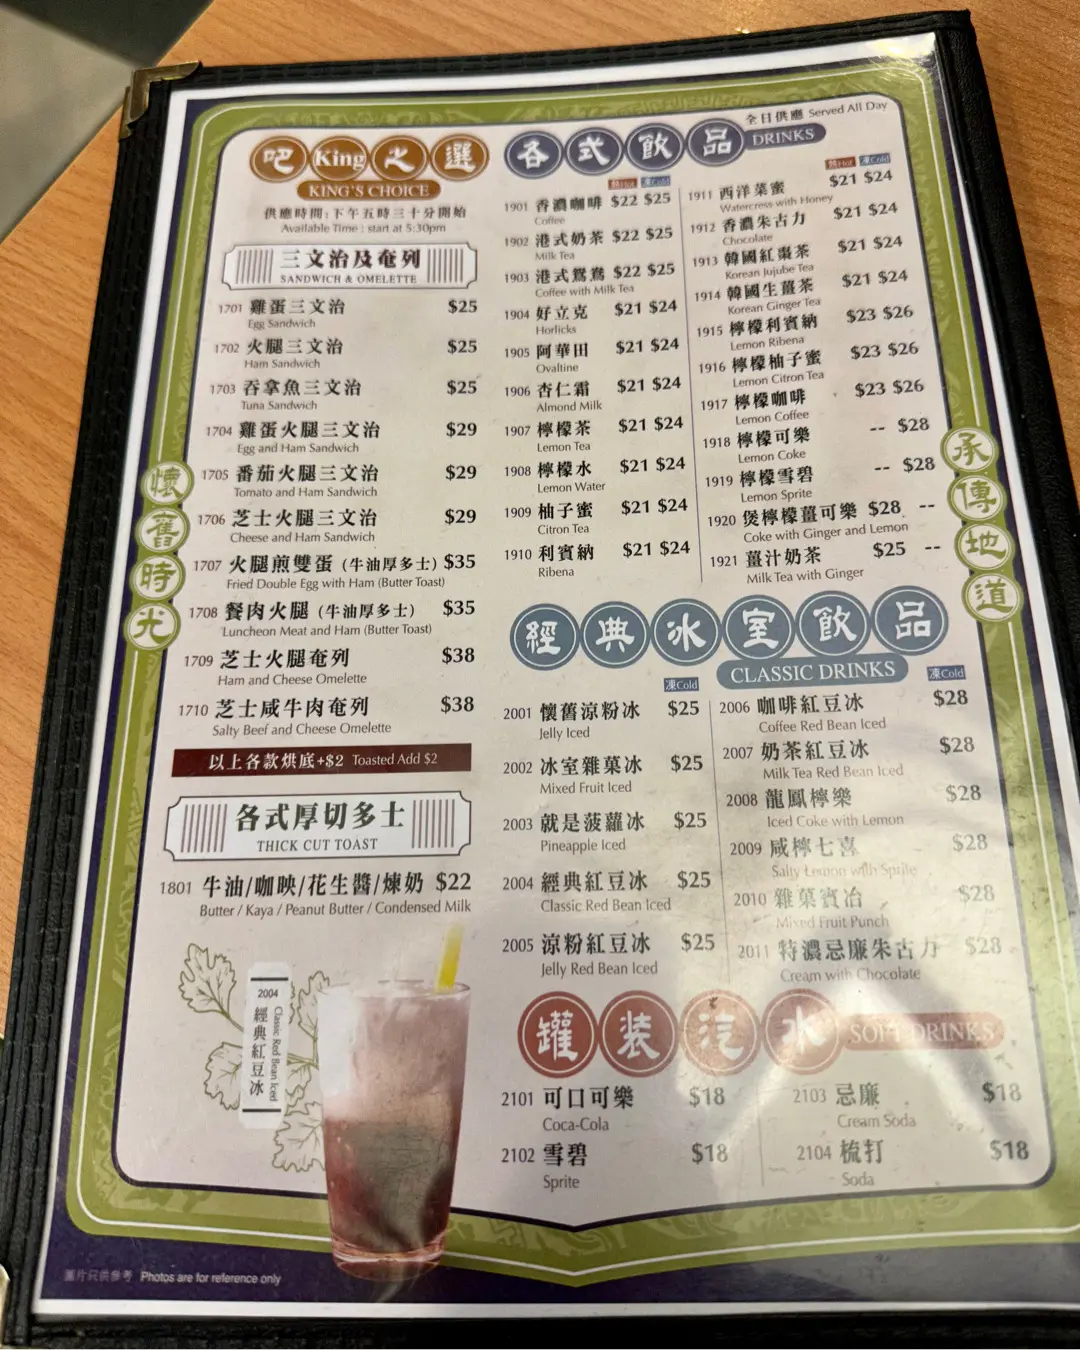 吧King之選
KING'S CHOICE
供應時間：下午五時三十分開始
Available Time : start at 5:30pm
三文治及奄列
SANDWICH & OMELETTE
1701 雞蛋三文治 $25
Egg Sandwich
1702 火腿三文治 $25
Ham Sandwich
1703 吞拿魚三文治 $25
Tuna Sandwich
1704 雞蛋火腿三文治 $29
Egg and Ham Sandwich
1705 番茄火腿三文治 $29
Tomato and Ham Sandwich
1706 芝士火腿三文治 $29
Cheese and Ham Sandwich
1707 火腿煎雙蛋 (牛油厚多士) $35
Fried Double Egg with Ham (Butter Toast)
1708 餐肉火腿 (牛油厚多士) $35
Luncheon Meat and Ham (Butter Toast)
1709 芝士火腿奄列 $38
Ham and Cheese Omelette
1710 芝士咸牛肉奄列 $38
Salty Beef and Cheese Omelette
以上各款烘底+$2 Toasted Add $2
各式厚切多士
THICK CUT TOAST
1801 牛油/咖央/花生醬/煉奶 $22
Butter / Kaya / Peanut Butter / Condensed Milk
2004
經典紅豆冰
Classic Red Bean Iced
懷舊時光
各式飲品
DRINKS
全日供應 Served All Day
熱Hot 凍Cold
1901 香濃咖啡 $22 $25
Coffee
1902 港式奶茶 $22 $25
Milk Tea
1903 港式鴛鴦 $22 $25
Coffee with Milk Tea
1904 好立克 $21 $24
Horlicks
1905 阿華田 $21 $24
Ovaltine
1906 杏仁霜 $21 $24
Almond Milk
1907 檸檬茶 $21 $24
Lemon Tea
1908 檸檬水 $21 $24
Lemon Water
1909 柚子蜜 $21 $24
Citron Tea
1910 利賓納 $21 $24
Ribena
熱Hot 凍Cold
1911 西洋菜蜜 $21 $24
Watercress with Honey
1912 香濃朱古力 $21 $24
Chocolate
1913 韓國紅棗茶 $21 $24
Korean Jujube Tea
1914 韓國生薑茶 $21 $24
Korean Ginger Tea
1915 檸檬利賓納 $23 $26
Lemon Ribena
1916 檸檬柚子蜜 $23 $26
Lemon Citron Tea
1917 檸檬咖啡 $23 $26
Lemon Coffee
1918 檸檬可樂 -- $28
Lemon Coke
1919 檸檬雪碧 -- $28
Lemon Sprite
1920 煲檸檬薑可樂 $28 --
Coke with Ginger and Lemon
1921 薑汁奶茶 $25 --
Milk Tea with Ginger
承傳地道
經典冰室飲品
CLASSIC DRINKS
凍Cold
2001 懷舊涼粉冰 $25
Jelly Iced
2002 冰室雜菓冰 $25
Mixed Fruit Iced
2003 就是菠蘿冰 $25
Pineapple Iced
2004 經典紅豆冰 $25
Classic Red Bean Iced
2005 涼粉紅豆冰 $25
Jelly Red Bean Iced
凍Cold
2006 咖啡紅豆冰 $28
Coffee Red Bean Iced
2007 奶茶紅豆冰 $28
Milk Tea Red Bean Iced
2008 龍鳳檸樂 $28
Iced Coke with Lemon
2009 咸檸七喜 $28
Salty Lemon with Sprite
2010 雜菓賓治 $28
Mixed Fruit Punch
2011 特濃忌廉朱古力 $28
Cream with Chocolate
罐裝汽水
SOFT DRINKS
2101 可口可樂 $18
Coca-Cola
2102 雪碧 $18
Sprite
2103 忌廉 $18
Cream Soda
2104 梳打 $18
Soda
圖片只供參考 Photos are for reference only